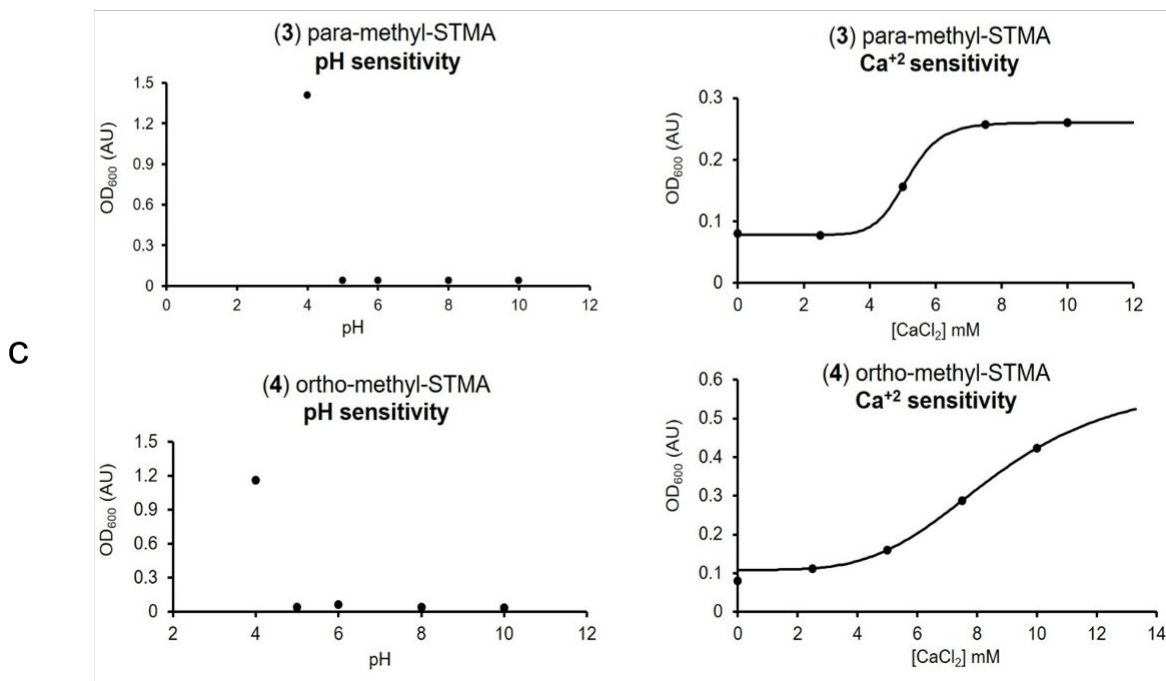 c
(3) para-methyl-STMA
pH sensitivity
OD600 (AU)
1.5
1.2
0.9
0.6
0.3
0
0 2 4 6 8 10 12
pH
(3) para-methyl-STMA
Ca+2 sensitivity
OD600 (AU)
0.3
0.2
0.1
0
0 2 4 6 8 10 12
[CaCl2] mM
(4) ortho-methyl-STMA
pH sensitivity
OD600 (AU)
1.5
1.2
0.9
0.6
0.3
0
2 4 6 8 10 12
pH
(4) ortho-methyl-STMA
Ca+2 sensitivity
OD600 (AU)
0.6
0.5
0.4
0.3
0.2
0.1
0
0 2 4 6 8 10 12 14
[CaCl2] mM